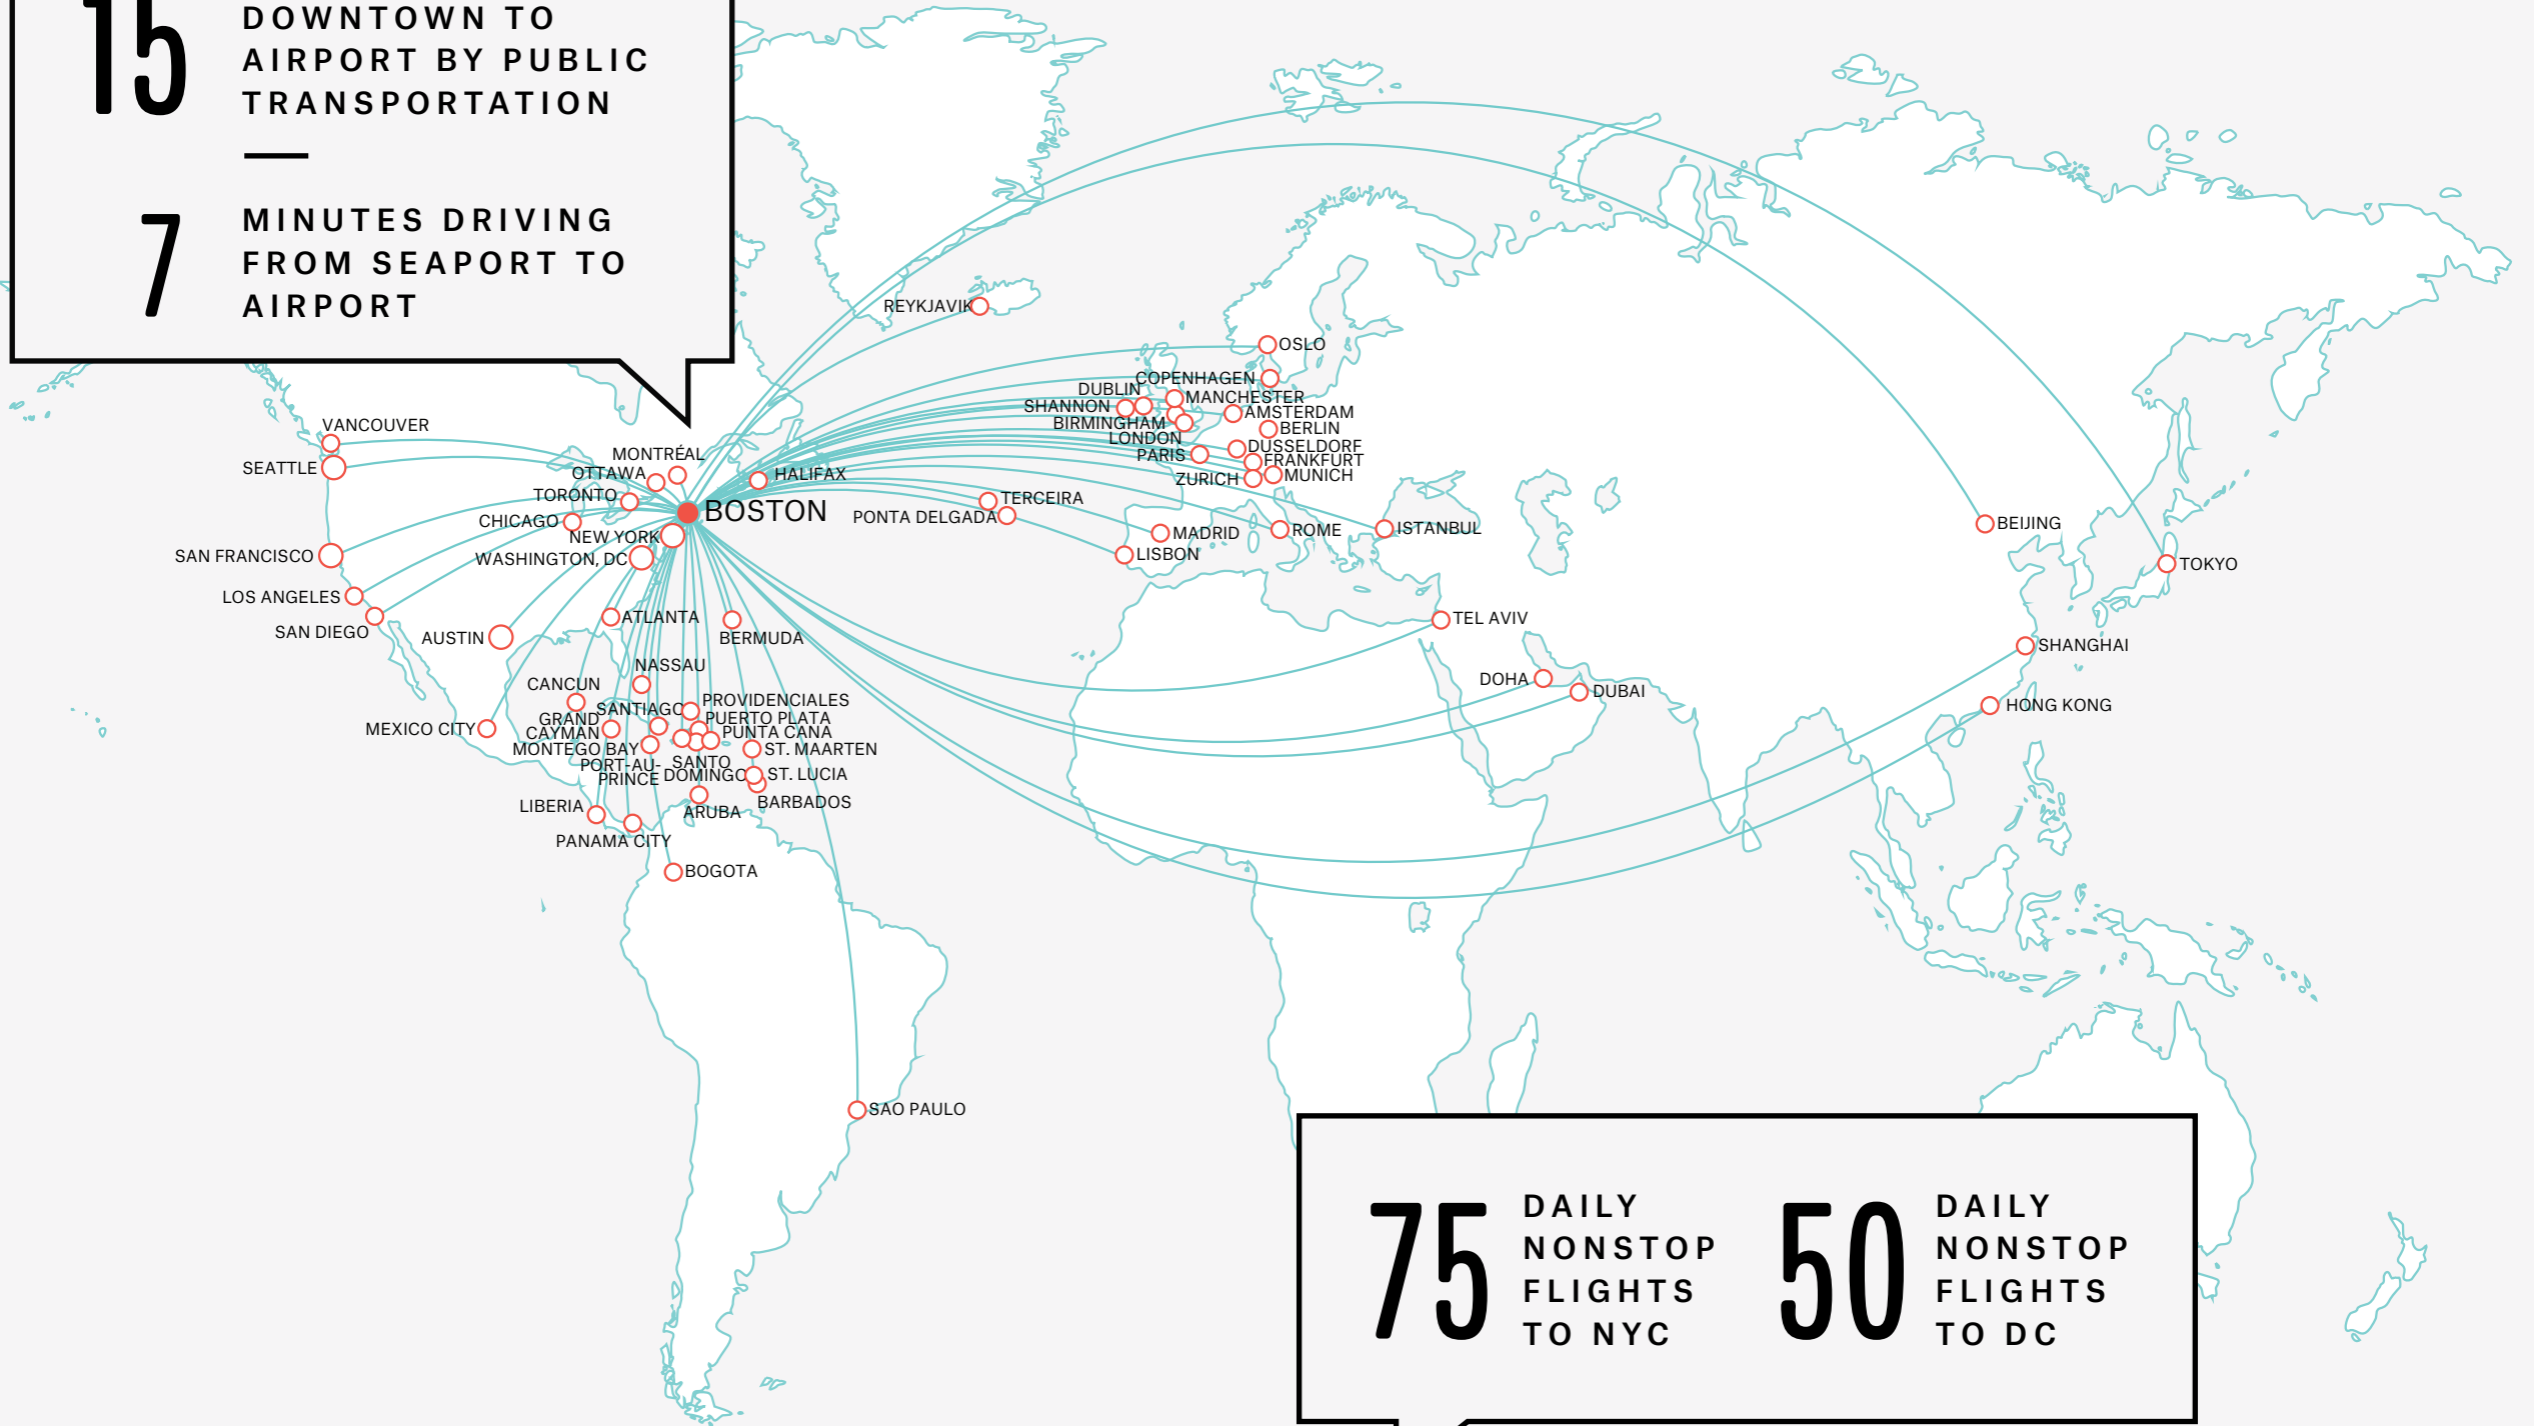 15
DOWNTOWN TO
AIRPORT BY PUBLIC
TRANSPORTATION
7
MINUTES DRIVING
FROM SEAPORT TO
AIRPORT
REYKJAVIK
OSLO
COPENHAGEN
DUBLIN
MANCHESTER
SHANNON
AMSTERDAM
BIRMINGHAM
BERLIN
LONDON
DUSSELDORF
PARIS
FRANKFURT
ZURICH
MUNICH
VANCOUVER
SEATTLE
MONTRÉAL
OTTAWA
HALIFAX
TORONTO
BOSTON
CHICAGO
NEW YORK
WASHINGTON, DC
SAN FRANCISCO
LOS ANGELES
SAN DIEGO
AUSTIN
ATLANTA
BERMUDA
TERCEIRA
PONTA DELGADA
MADRID
LISBON
ROME
ISTANBUL
BEIJING
TOKYO
TEL AVIV
SHANGHAI
DOHA
DUBAI
HONG KONG
NASSAU
CANCUN
MEXICO CITY
PROVIDENCIALES
SANTIAGO
GRAND
CAYMAN
PUERTO PLATA
PUNTA CANA
MONTEGO BAY
ST. MAARTEN
PORT-AU-
PRINCE
SANTO
DOMINGO
ST. LUCIA
BARBADOS
LIBERIA
ARUBA
PANAMA CITY
BOGOTA
SAO PAULO
75
DAILY
NONSTOP
FLIGHTS
TO NYC
50
DAILY
NONSTOP
FLIGHTS
TO DC